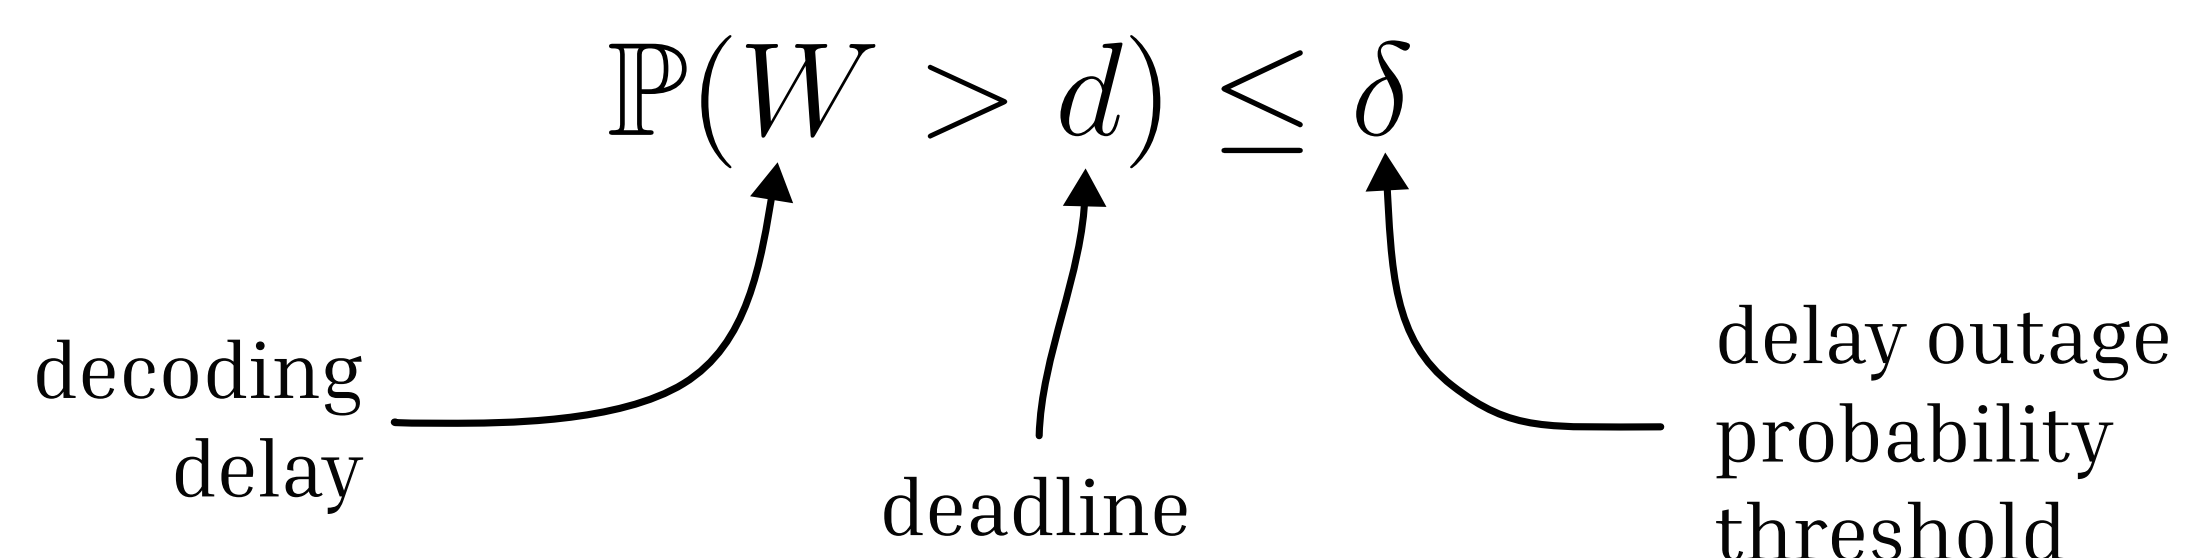 ℙ(W > d) ≤ δ
decoding
delay
deadline
delay outage
probability
threshold